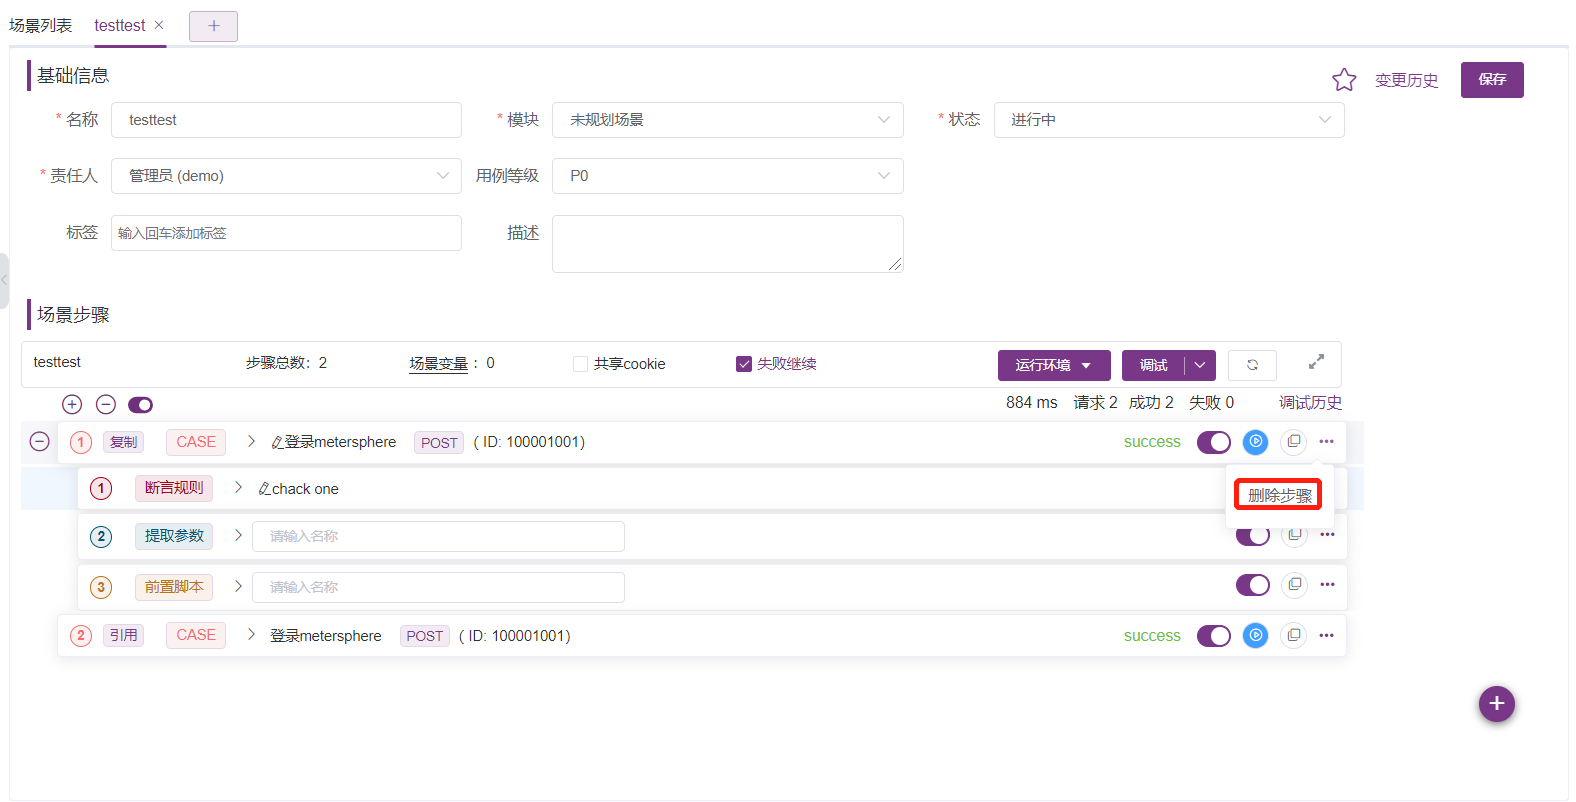 场景列表 testtest × +
基础信息
变更历史 保存
* 名称 testtest * 模块 未规划场景 * 状态 进行中
* 责任人 管理员 (demo) 用例等级 P0
标签 输入回车添加标签 描述
场景步骤
testtest 步骤总数：2 场景变量： 0 共享cookie 失败继续 运行环境 调试
884 ms 请求 2 成功 2 失败 0 调试历史
1 复制 CASE 登录metersphere POST ( ID: 100001001) success ···
1 断言规则 chack one
删除步骤
2 提取参数 请输入名称 ···
3 前置脚本 请输入名称 ···
2 引用 CASE 登录metersphere POST ( ID: 100001001) success ···
+